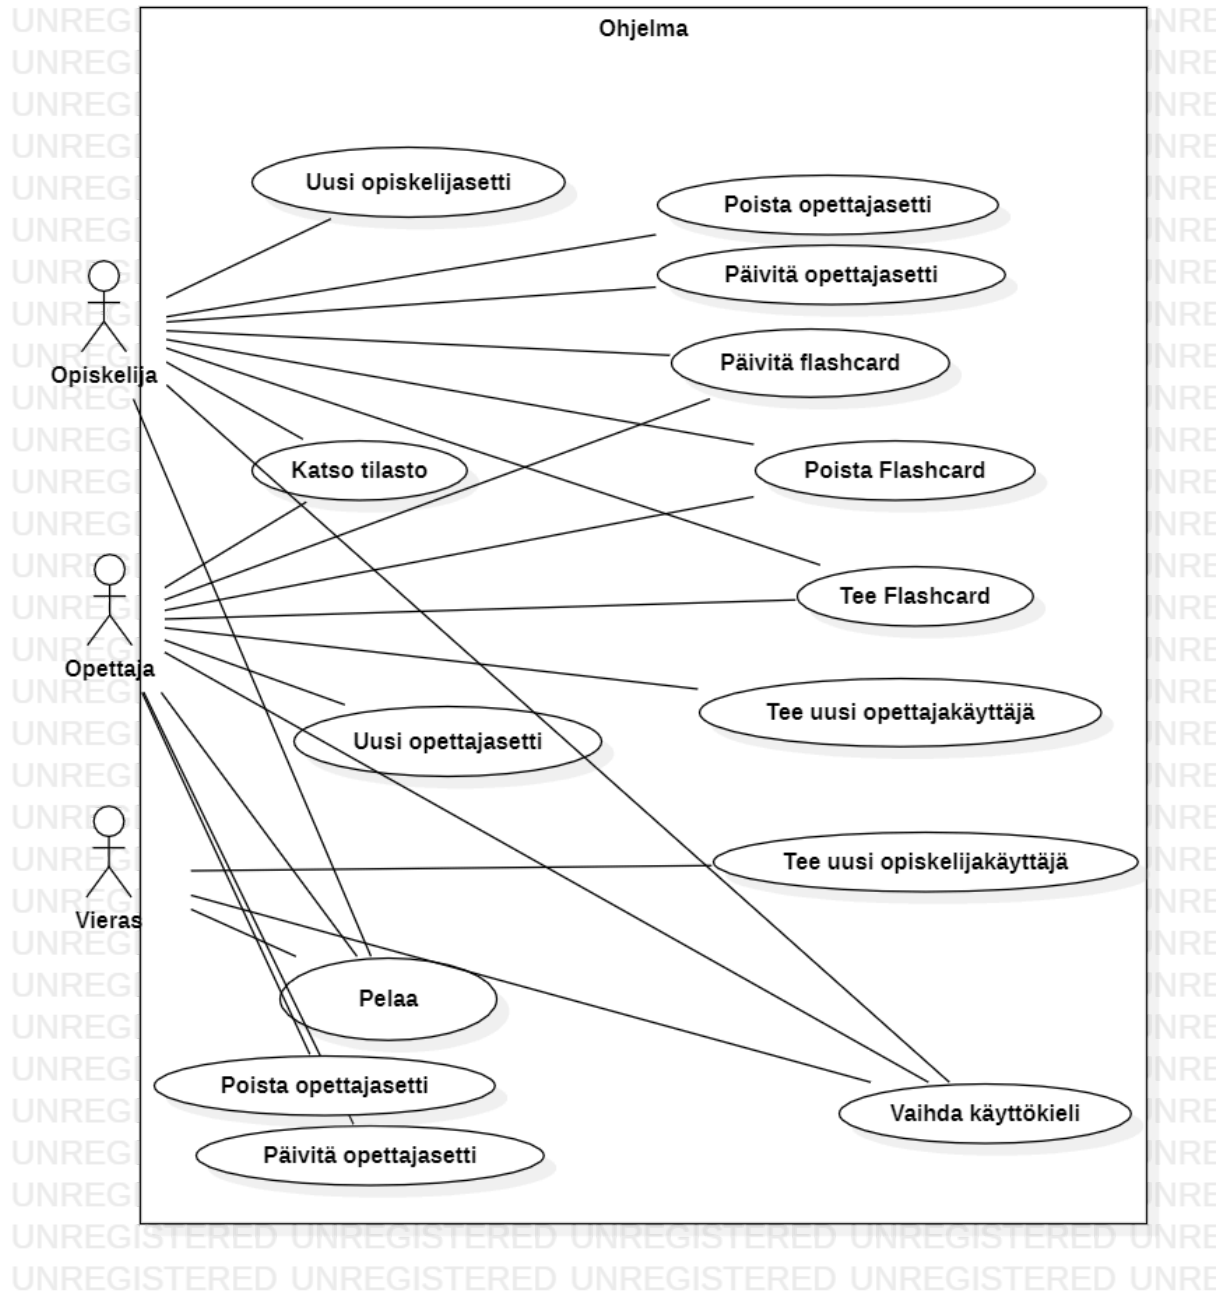 Ohjelma
Uusi opiskelijasetti
Poista opettajasetti
Päivitä opettajasetti
Päivitä flashcard
Opiskelija
Katso tilasto
Poista Flashcard
Tee Flashcard
Opettaja
Tee uusi opettajakäyttäjä
Uusi opettajasetti
Tee uusi opiskelijakäyttäjä
Vieras
Pelaa
Poista opettajasetti
Vaihda käyttökieli
Päivitä opettajasetti
UNREGISTERED UNREGISTERED UNREGISTERED UNREGISTERED UNRE
UNREGISTERED UNREGISTERED UNREGISTERED UNREGISTERED UNRE